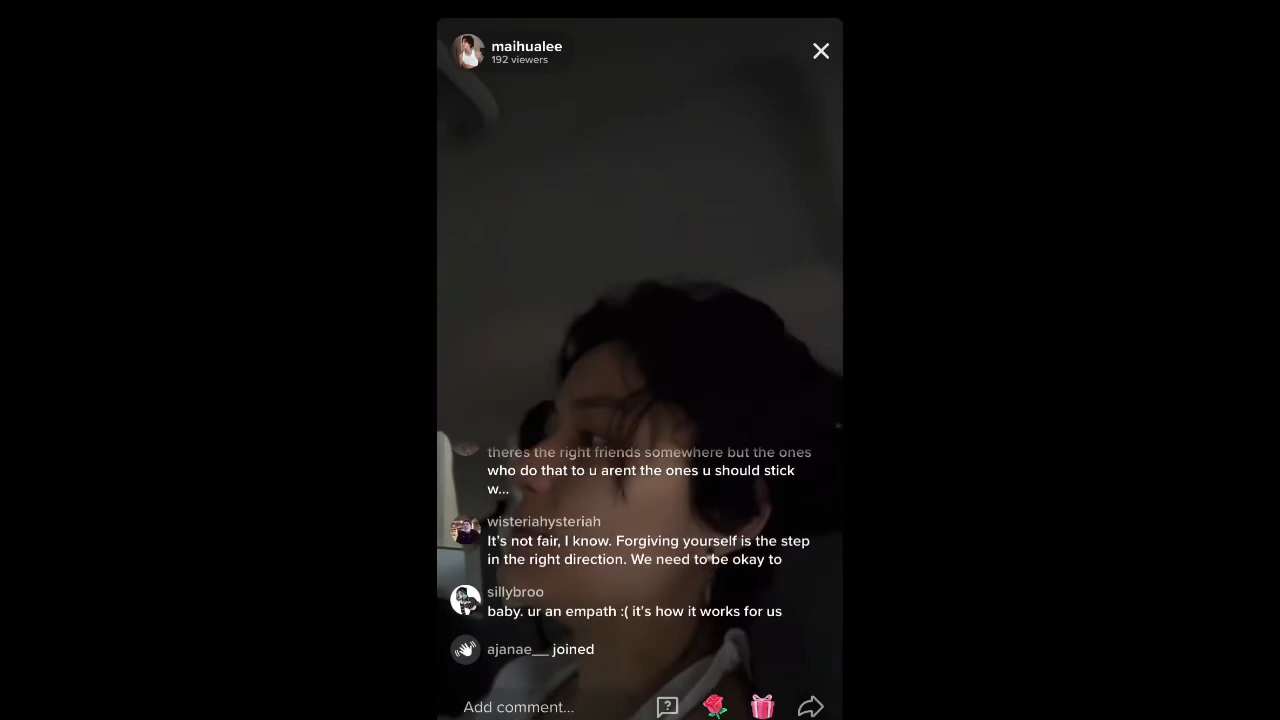 maihualee
192 viewers
theres the right friends somewhere but the ones
who do that to u arent the ones u should stick
w...
wisteriahysteriah
It's not fair, I know. Forgiving yourself is the step
in the right direction. We need to be okay to
sillybroo
baby. ur an empath :( it's how it works for us
ajanae__ joined
Add comment...
?